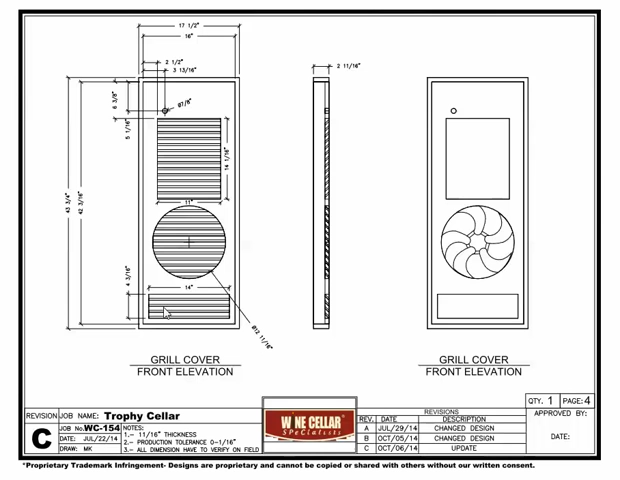 17 1/2"
16"
2 1/2"
3 13/16"
2 11/16"
6 3/8"
ø7/8"
5 1/16"
14 1/16"
43 3/4"
42 3/16"
11"
4 3/16"
14"
ø12 11/16"
GRILL COVER
FRONT ELEVATION
GRILL COVER
FRONT ELEVATION
QTY. 1 PAGE: 4
REVISION JOB NAME: Trophy Cellar
C
JOB No. WC-154
DATE: JUL/22/14
DRAW: MK
NOTES:
1.- 11/16" THICKNESS
2.- PRODUCTION TOLERANCE 0-1/16"
3.- ALL DIMENSION HAVE TO VERIFY ON FIELD
WINE CELLAR
SPeCialiStS
REVISIONS
REV. DATE DESCRIPTION
A JUL/29/14 CHANGED DESIGN
B OCT/05/14 CHANGED DESIGN
C OCT/06/14 UPDATE
APPROVED BY:
DATE:
*Proprietary Trademark Infringement- Designs are proprietary and cannot be copied or shared with others without our written consent.